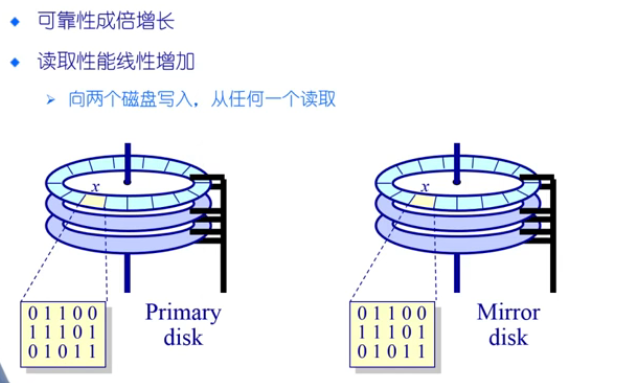 可靠性成倍增长
读取性能线性增加
向两个磁盘写入，从任何一个读取
x
x
0 1 1 0 0
1 1 1 0 1
0 1 0 1 1
Primary
disk
0 1 1 0 0
1 1 1 0 1
0 1 0 1 1
Mirror
disk